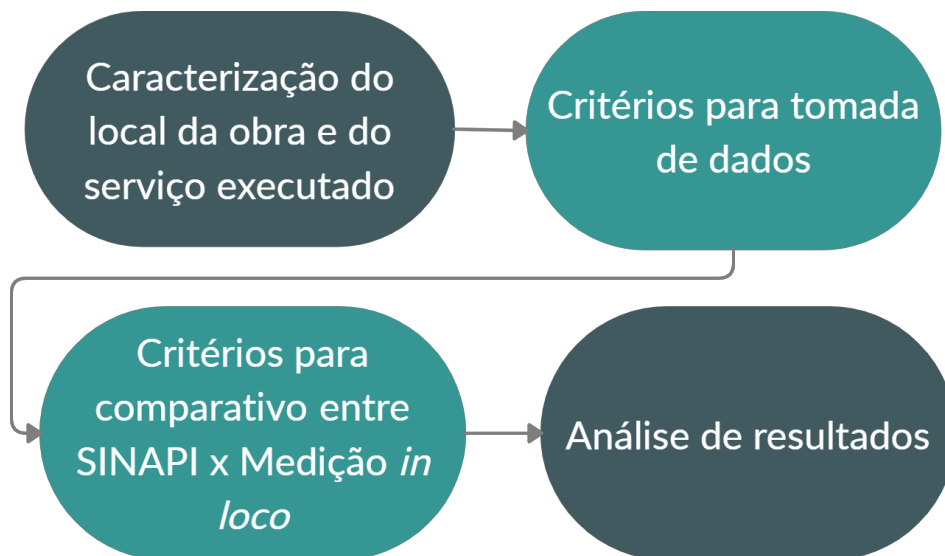 Caracterização do
local da obra e do
serviço executado
Critérios para tomada
de dados
Critérios para
comparativo entre
SINAPI x Medição in
loco
Análise de resultados